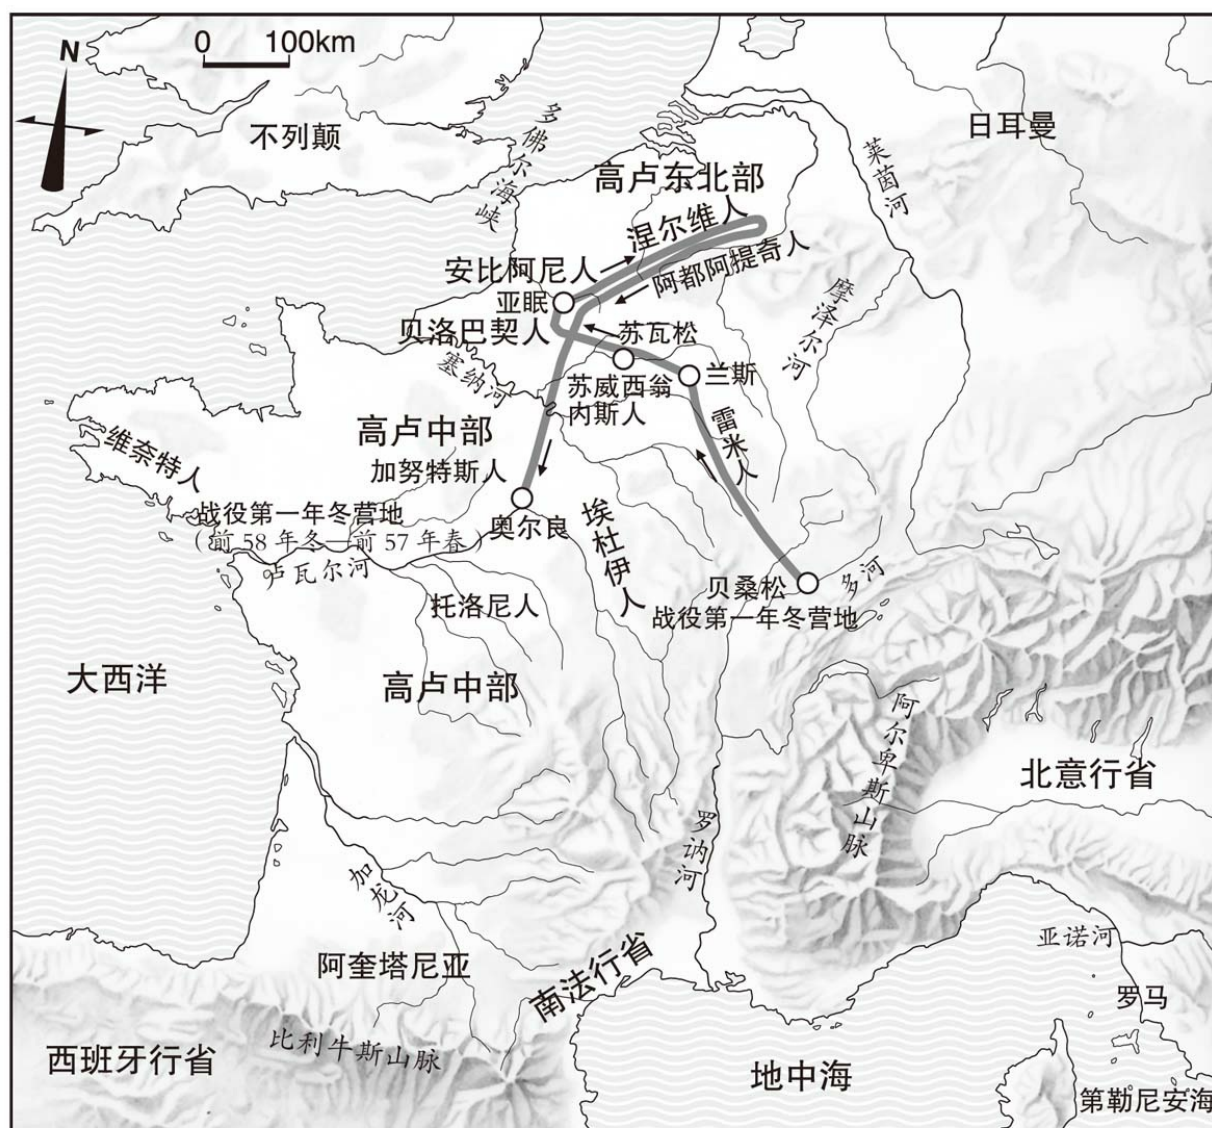 N
0 100km
不列颠
多佛尔海峡
日耳曼
莱茵河
高卢东北部
涅尔维人
安比阿尼人
阿都阿提奇人
亚眠
贝洛巴契人
苏瓦松
摩泽尔河
塞纳河
苏威西翁
内斯人
兰斯
雷米人
高卢中部
加努特斯人
维奈特人
战役第一年冬营地
（前58年冬—前57年春）
奥尔良
埃杜伊人
卢瓦尔河
托洛尼人
贝桑松
战役第一年冬营地
多河
大西洋
高卢中部
阿尔卑斯山脉
北意行省
罗讷河
加龙河
阿奎塔尼亚
南法行省
亚诺河
罗马
西班牙行省
比利牛斯山脉
地中海
第勒尼安海